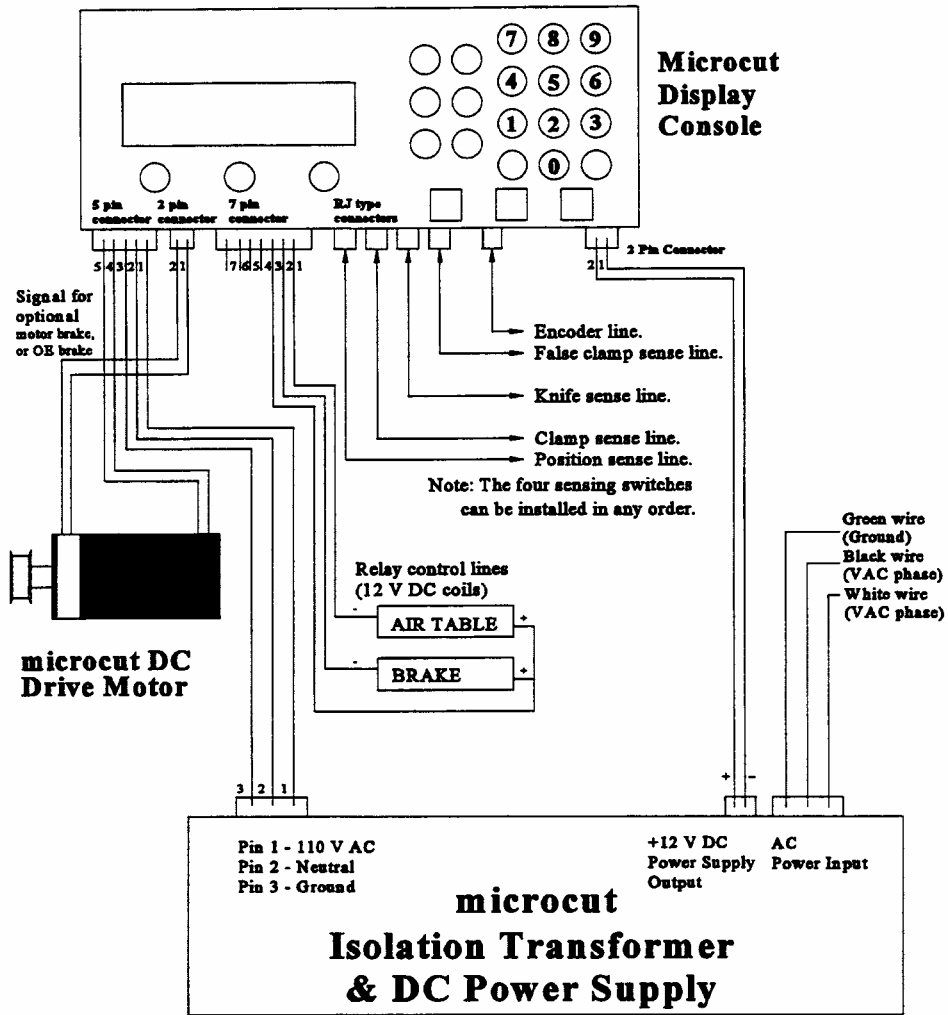 7 8 9
4 5 6
1 2 3
0
Microcut
Display
Console
5 pin
connector
2 pin
connector
7 pin
connector
RJ type
connectors
2 Pin Connector
5 4 3 2 1
2 1
7 6 5 4 3 2 1
2 1
Signal for
optional
motor brake,
or OE brake
Encoder line.
False clamp sense line.
Knife sense line.
Clamp sense line.
Position sense line.
Note: The four sensing switches
can be installed in any order.
Green wire
(Ground)
Black wire
(VAC phase)
White wire
(VAC phase)
Relay control lines
(12 V DC coils)
- AIR TABLE +
- BRAKE +
microcut DC
Drive Motor
3 2 1
+ -
Pin 1 - 110 V AC
Pin 2 - Neutral
Pin 3 - Ground
+12 V DC
Power Supply
Output
AC
Power Input
microcut
Isolation Transformer
& DC Power Supply